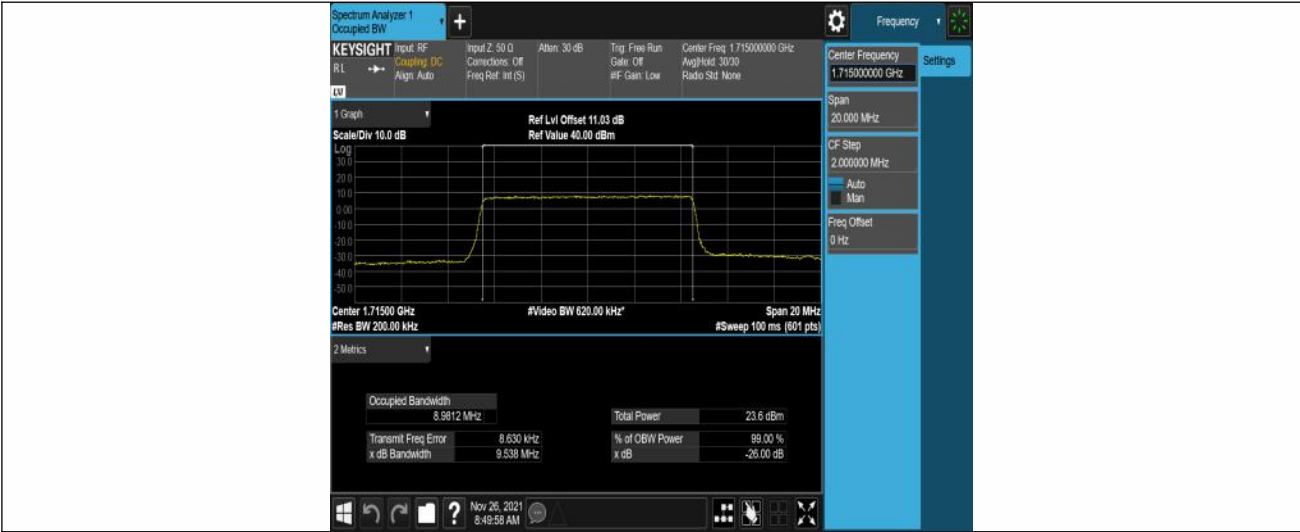 Spectrum Analyzer 1
Occupied BW
+
Frequency
KEYSIGHT
RL
LV
Input: RF
Coupling: DC
Align: Auto
Input Z: 50 Ω
Corrections: Off
Freq Ref: Int (S)
Atten: 30 dB
Trig: Free Run
Gate: Off
#IF Gain: Low
Center Freq: 1.715000000 GHz
Avg|Hold: 30/30
Radio Std: None
1 Graph
Scale/Div 10.0 dB
Ref Lvl Offset 11.03 dB
Ref Value 40.00 dBm
Log
30.0
20.0
10.0
0.00
-10.0
-20.0
-30.0
-40.0
-50.0
Center 1.71500 GHz
#Video BW 620.00 kHz*
Span 20 MHz
#Res BW 200.00 kHz
#Sweep 100 ms (601 pts)
2 Metrics
Occupied Bandwidth
8.9812 MHz
Total Power 23.6 dBm
Transmit Freq Error 8.630 kHz
% of OBW Power 99.00 %
x dB Bandwidth 9.538 MHz
x dB -26.00 dB
Center Frequency
1.715000000 GHz
Settings
Span
20.000 MHz
CF Step
2.000000 MHz
Auto
Man
Freq Offset
0 Hz
?
Nov 26, 2021
8:49:58 AM